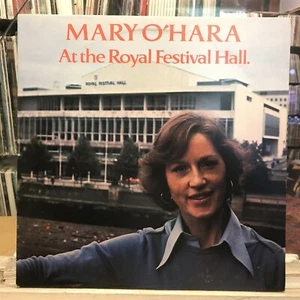 MARY O'HARA
At the Royal Festival Hall.
ROYAL FESTIVAL HALL